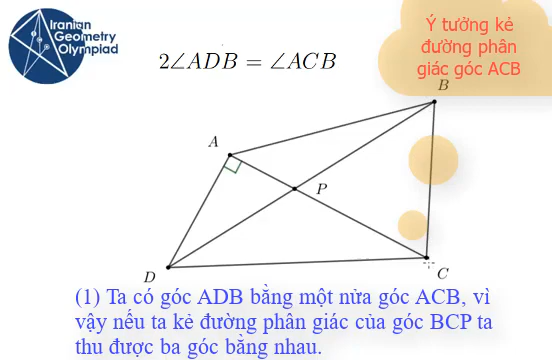 Iranian
Geometry
Olympiad
2∠ADB = ∠ACB
Ý tưởng kẻ
đường phân
giác góc ACB
B
A
P
D
C
(1) Ta có góc ADB bằng một nửa góc ACB, vì
vậy nếu ta kẻ đường phân giác của góc BCP ta
thu được ba góc bằng nhau.